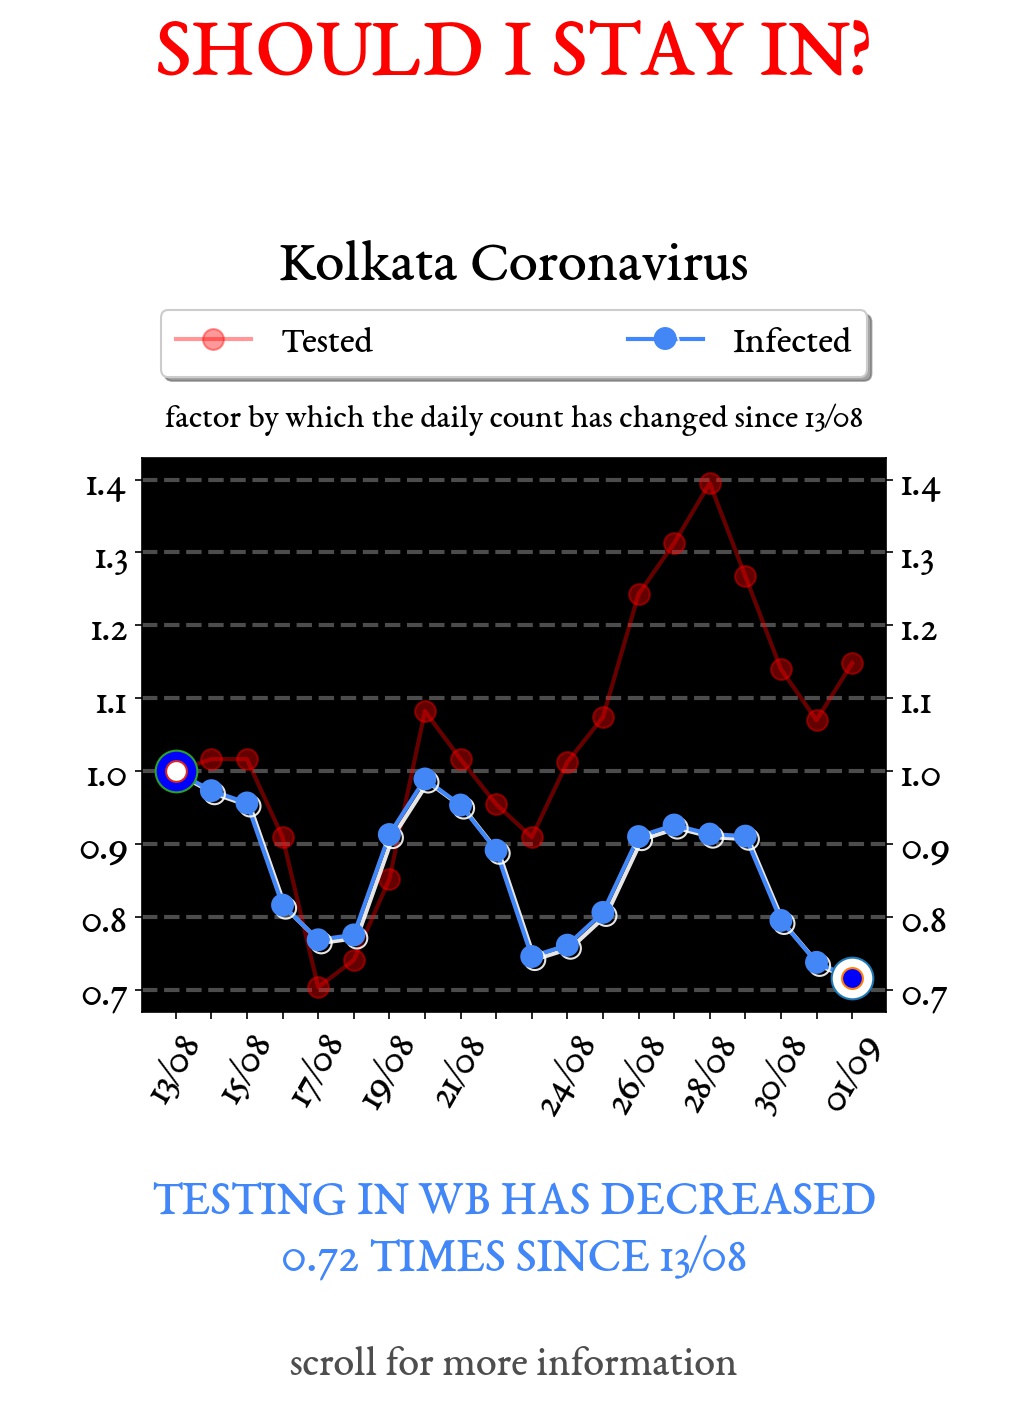 SHOULD I STAY IN?
Kolkata Coronavirus
Tested Infected
factor by which the daily count has changed since 13/08
1.4 1.4
1.3 1.3
1.2 1.2
1.1 1.1
1.0 1.0
0.9 0.9
0.8 0.8
0.7 0.7
13/08 15/08 17/08 19/08 21/08 24/08 26/08 28/08 30/08 01/09
TESTING IN WB HAS DECREASED
0.72 TIMES SINCE 13/08
scroll for more information